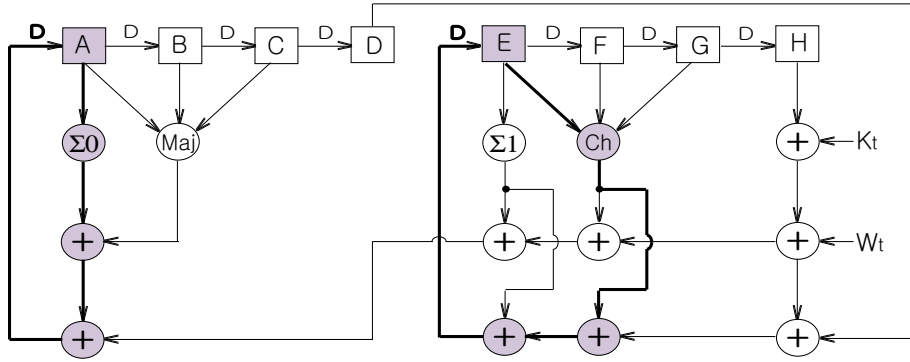 D A D B D C D D
D E D F D G D H
Σ0 Maj Σ1 Ch + Kt
+ + + + Wt
+ + + +